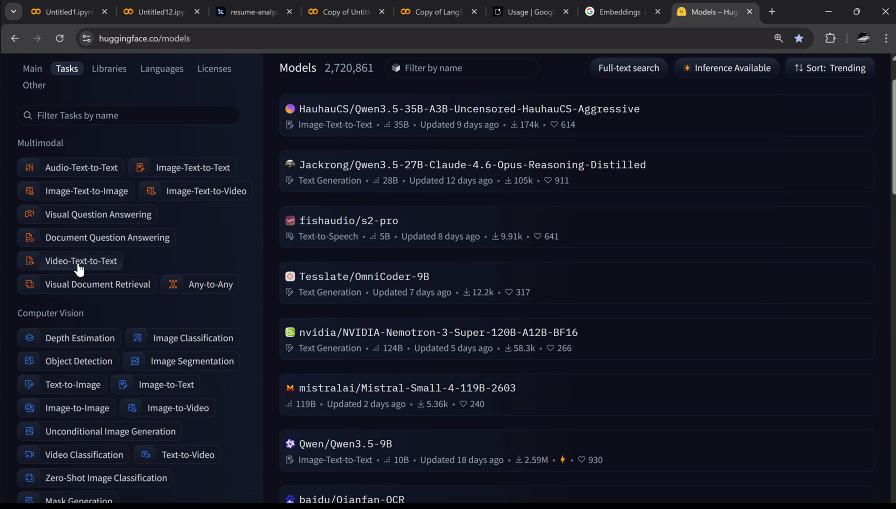 Untitled1.ipyn
Untitled12.ipyn
resume-analyz
Copy of Untit
Copy of LangS
Usage | Googl
Embeddings
Models – Hug
huggingface.co/models
Main Tasks Libraries Languages Licenses
Other
Filter Tasks by name
Multimodal
Audio-Text-to-Text Image-Text-to-Text
Image-Text-to-Image Image-Text-to-Video
Visual Question Answering
Document Question Answering
Video-Text-to-Text
Visual Document Retrieval Any-to-Any
Computer Vision
Depth Estimation Image Classification
Object Detection Image Segmentation
Text-to-Image Image-to-Text
Image-to-Image Image-to-Video
Unconditional Image Generation
Video Classification Text-to-Video
Zero-Shot Image Classification
Mask Generation
Models 2,720,861 Filter by name Full-text search Inference Available Sort: Trending
HauhauCS/Qwen3.5-35B-A3B-Uncensored-HauhauCS-Aggressive
Image-Text-to-Text • 35B • Updated 9 days ago • 174k • 614
Jackrong/Qwen3.5-27B-Claude-4.6-Opus-Reasoning-Distilled
Text Generation • 28B • Updated 12 days ago • 105k • 911
fishaudio/s2-pro
Text-to-Speech • 5B • Updated 8 days ago • 9.91k • 641
Tesslate/OmniCoder-9B
Text Generation • Updated 7 days ago • 12.2k • 317
nvidia/NVIDIA-Nemotron-3-Super-120B-A12B-BF16
Text Generation • 124B • Updated 5 days ago • 58.3k • 266
mistralai/Mistral-Small-4-119B-2603
119B • Updated 2 days ago • 5.36k • 240
Qwen/Qwen3.5-9B
Image-Text-to-Text • 10B • Updated 18 days ago • 2.59M • 930
baidu/Qianfan-OCR